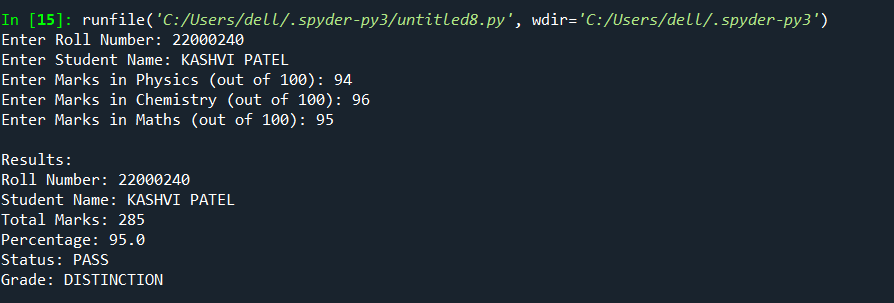 In [15]: runfile('C:/Users/dell/.spyder-py3/untitled8.py', wdir='C:/Users/dell/.spyder-py3')
Enter Roll Number: 22000240
Enter Student Name: KASHVI PATEL
Enter Marks in Physics (out of 100): 94
Enter Marks in Chemistry (out of 100): 96
Enter Marks in Maths (out of 100): 95

Results:
Roll Number: 22000240
Student Name: KASHVI PATEL
Total Marks: 285
Percentage: 95.0
Status: PASS
Grade: DISTINCTION